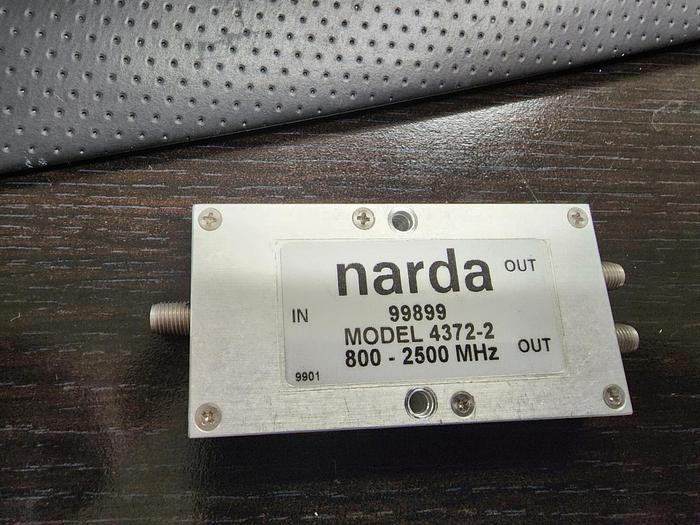 narda
OUT
IN
99899
MODEL 4372-2
800 - 2500 MHz
OUT
9901